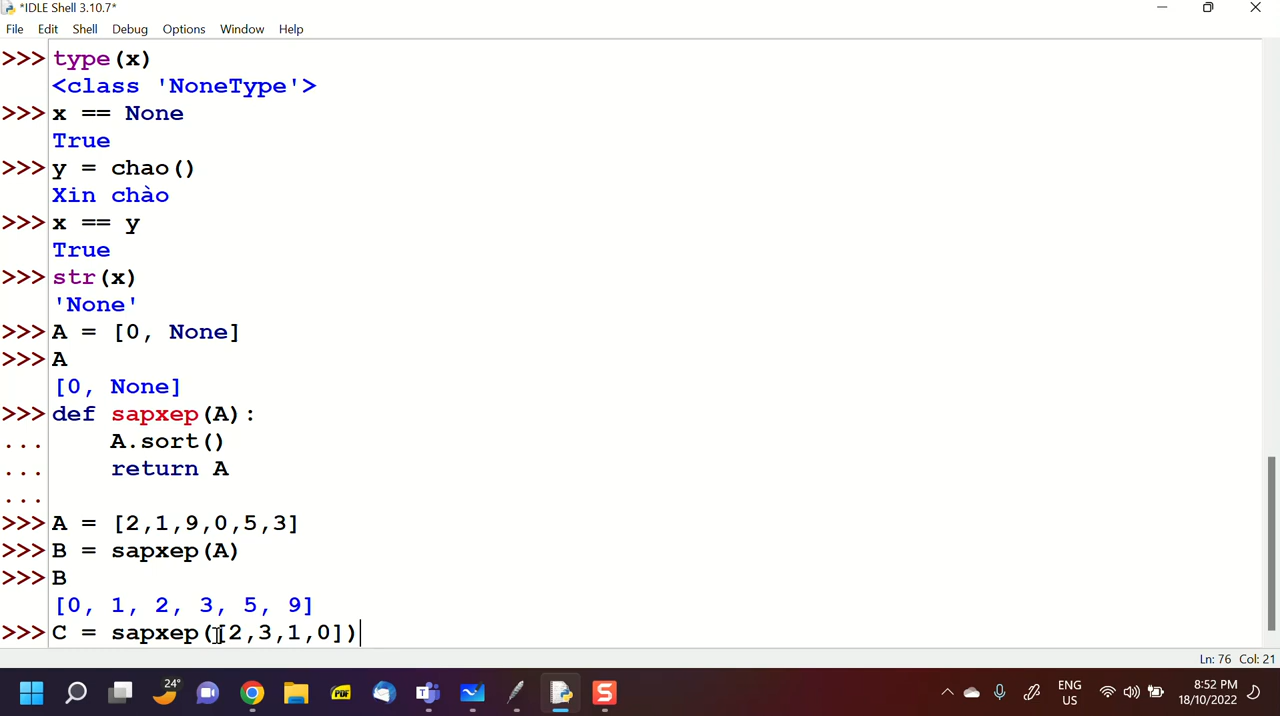 *IDLE Shell 3.10.7*
File Edit Shell Debug Options Window Help
>>> type(x)
<class 'NoneType'>
>>> x == None
True
>>> y = chao()
Xin chào
>>> x == y
True
>>> str(x)
'None'
>>> A = [0, None]
>>> A
[0, None]
>>> def sapxep(A):
...     A.sort()
...     return A
...
>>> A = [2,1,9,0,5,3]
>>> B = sapxep(A)
>>> B
[0, 1, 2, 3, 5, 9]
>>> C = sapxep([2,3,1,0])
Ln: 76 Col: 21
24°
PDF
ENG
US
8:52 PM
18/10/2022